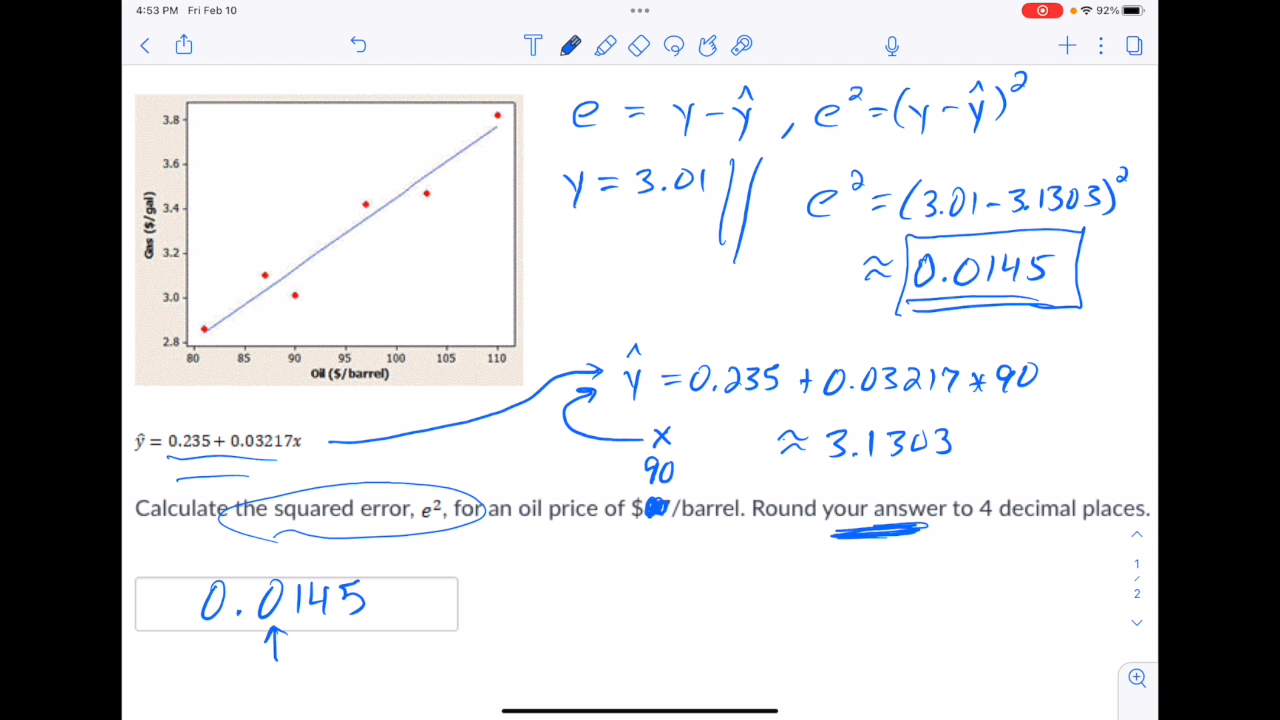 4:53 PM Fri Feb 10
92%
T
e = y − ŷ , e² = (y − ŷ)²
y = 3.01
e² = (3.01 − 3.1303)²
≈ 0.0145
Gas ($/gal)
3.8
3.6
3.4
3.2
3.0
2.8
80 85 90 95 100 105 110
Oil ($/barrel)
ŷ = 0.235 + 0.03217 * 90
ŷ = 0.235 + 0.03217x
x
≈ 3.1303
90
Calculate the squared error, e², for an oil price of $ /barrel. Round your answer to 4 decimal places.
1
/
2
0.0145